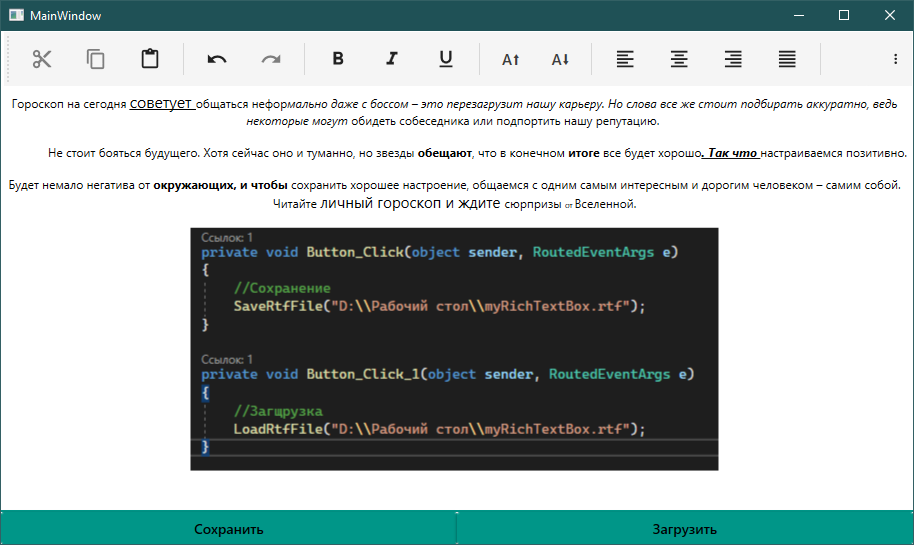 MainWindow
B I U A A
Гороскоп на сегодня советует общаться неформально даже с боссом – это перезагрузит нашу карьеру. Но слова все же стоит подбирать аккуратно, ведь
некоторые могут обидеть собеседника или подпортить нашу репутацию.
Не стоит бояться будущего. Хотя сейчас оно и туманно, но звезды обещают, что в конечном итоге все будет хорошо. Так что настраиваемся позитивно.
Будет немало негатива от окружающих, и чтобы сохранить хорошее настроение, общаемся с одним самым интересным и дорогим человеком – самим собой.
Читайте личный гороскоп и ждите сюрпризы от Вселенной.
Ссылок: 1
private void Button_Click(object sender, RoutedEventArgs e)
{
//Сохранение
SaveRtfFile("D:\\Рабочий стол\\myRichTextBox.rtf");
}
Ссылок: 1
private void Button_Click_1(object sender, RoutedEventArgs e)
{
//Загщрузка
LoadRtfFile("D:\\Рабочий стол\\myRichTextBox.rtf");
}
Сохранить Загрузить